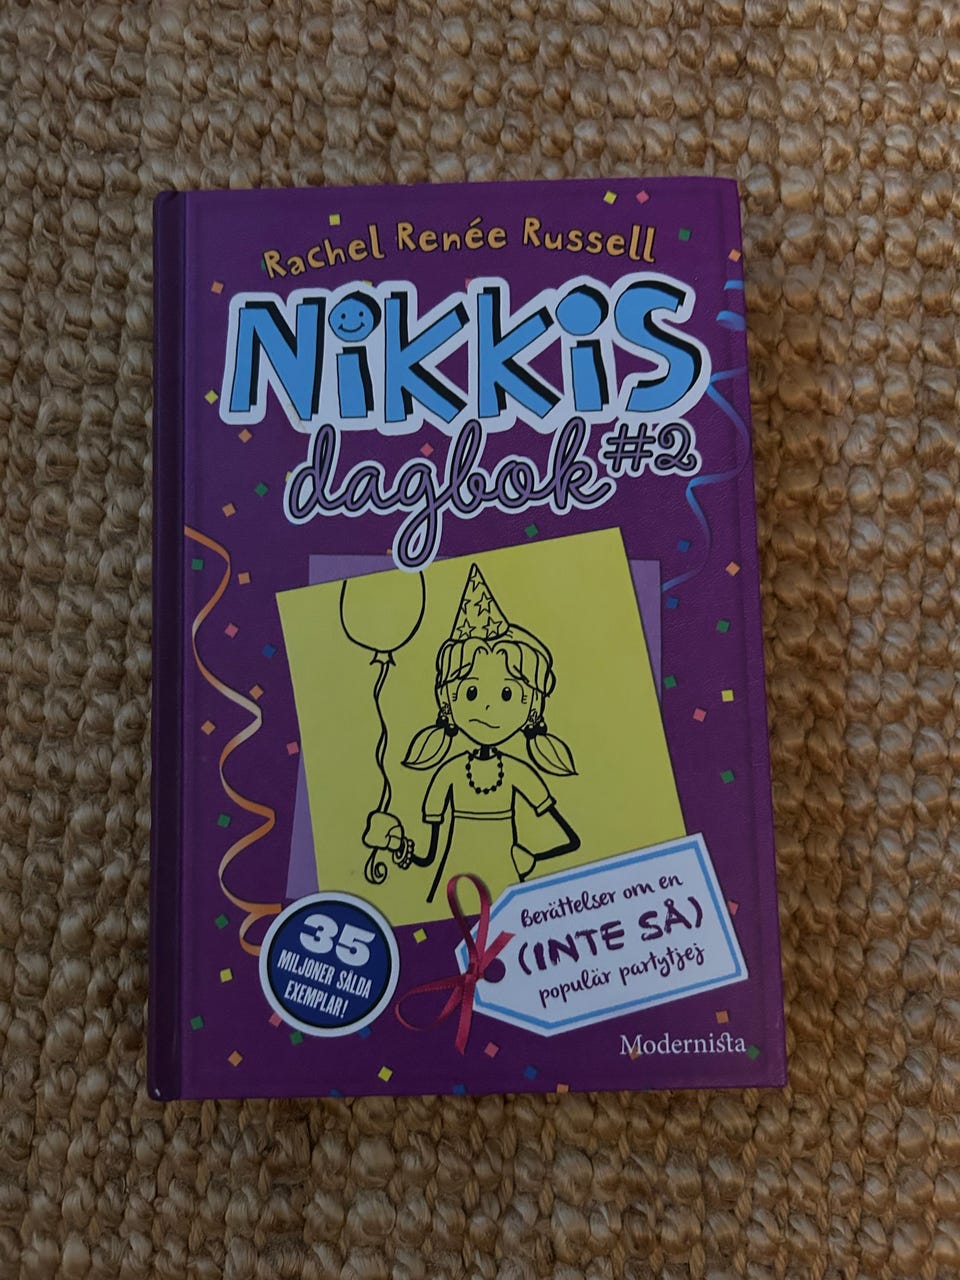 Rachel Renée Russell
NiKKiS
dagbok #2
35
MILJONER SÅLDA
EXEMPLAR!
Berättelser om en
(INTE SÅ)
populär partytjej
Modernista